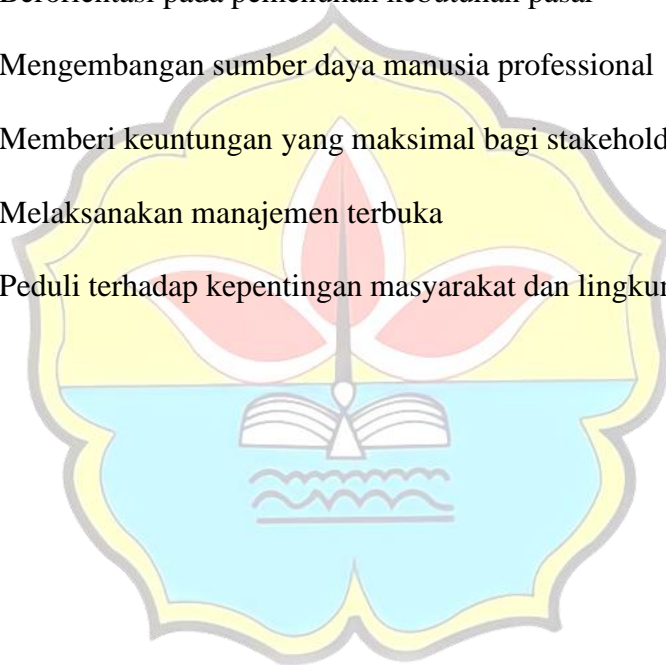 Berorientasi pada pemenuhan kebutuhan pasar
Mengembangan sumber daya manusia professional
Memberi keuntungan yang maksimal bagi stakehold
Melaksanakan manajemen terbuka
Peduli terhadap kepentingan masyarakat dan lingkun